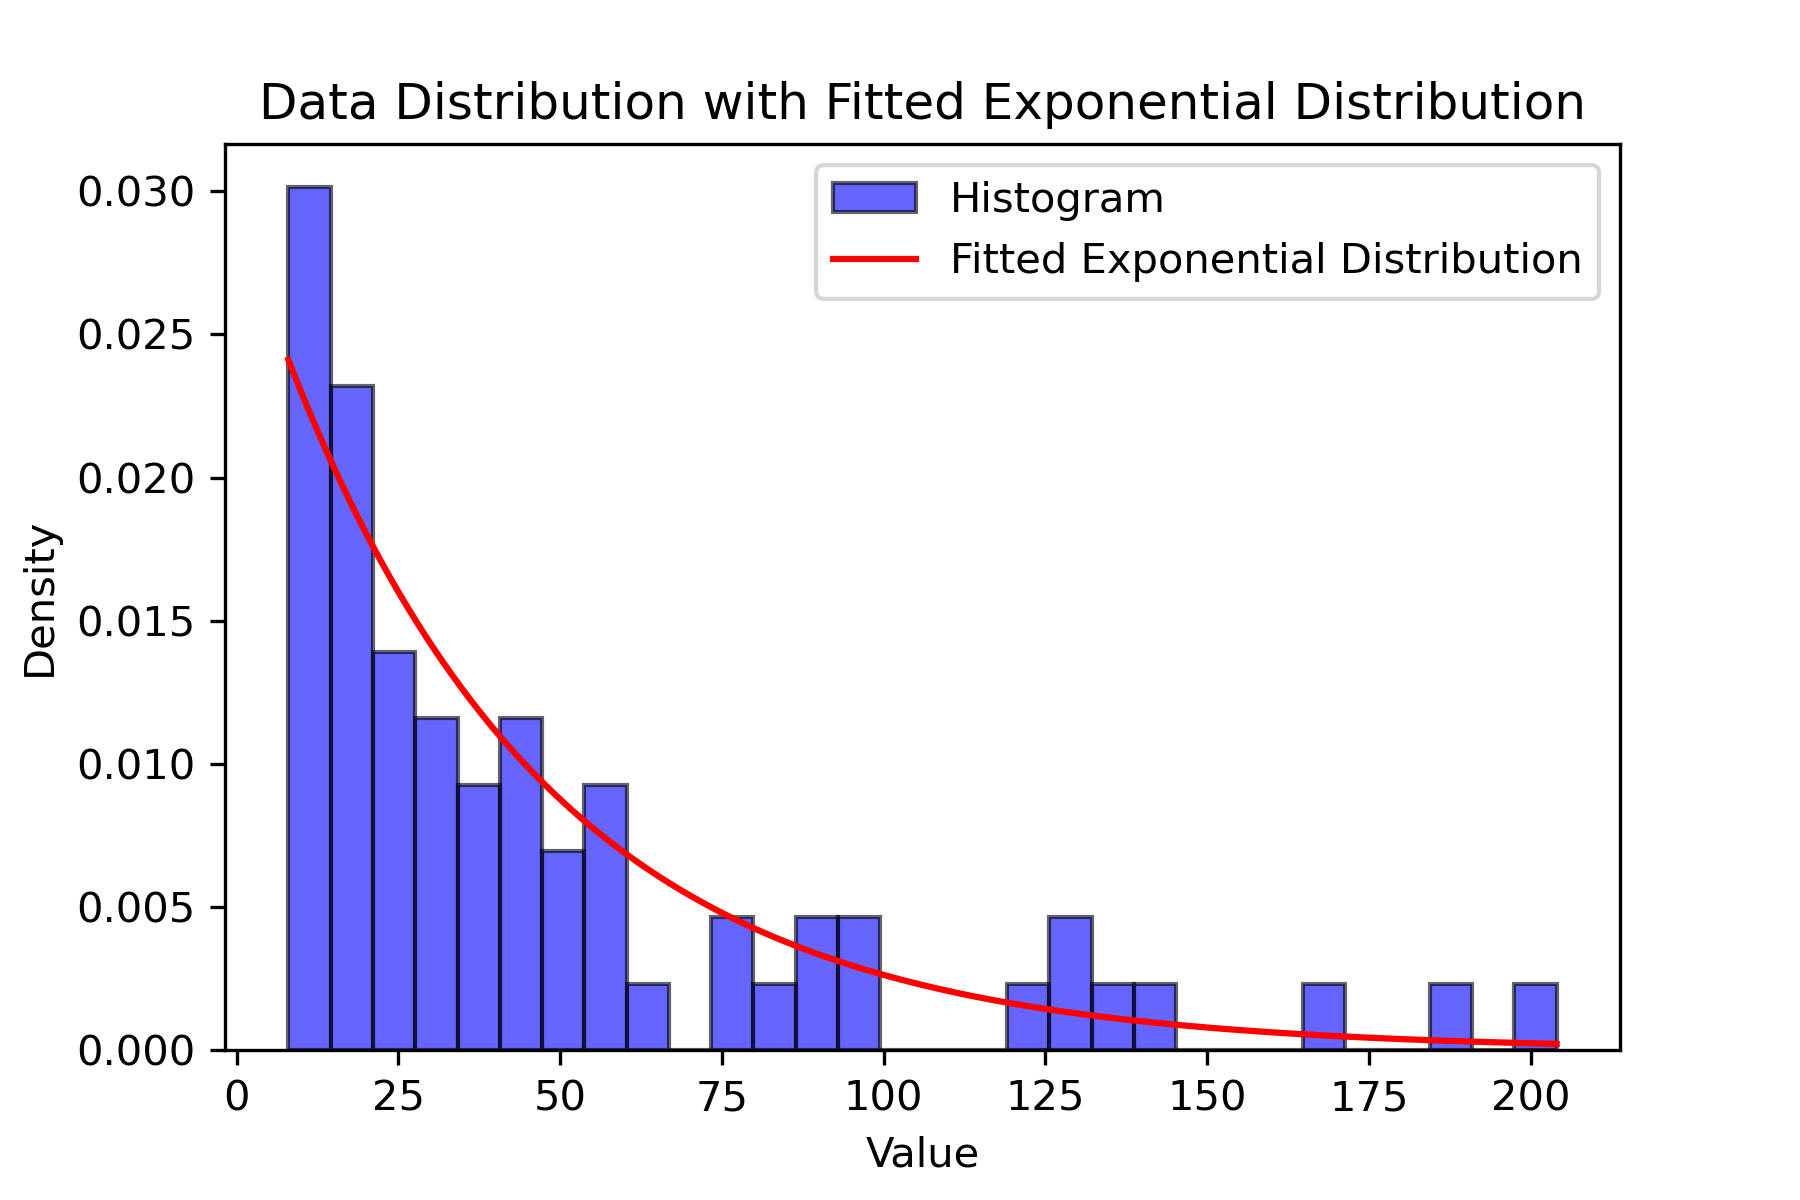 Data Distribution with Fitted Exponential Distribution
Histogram
Fitted Exponential Distribution
0.030
0.025
0.020
0.015
0.010
0.005
0.000
Density
0 25 50 75 100 125 150 175 200
Value